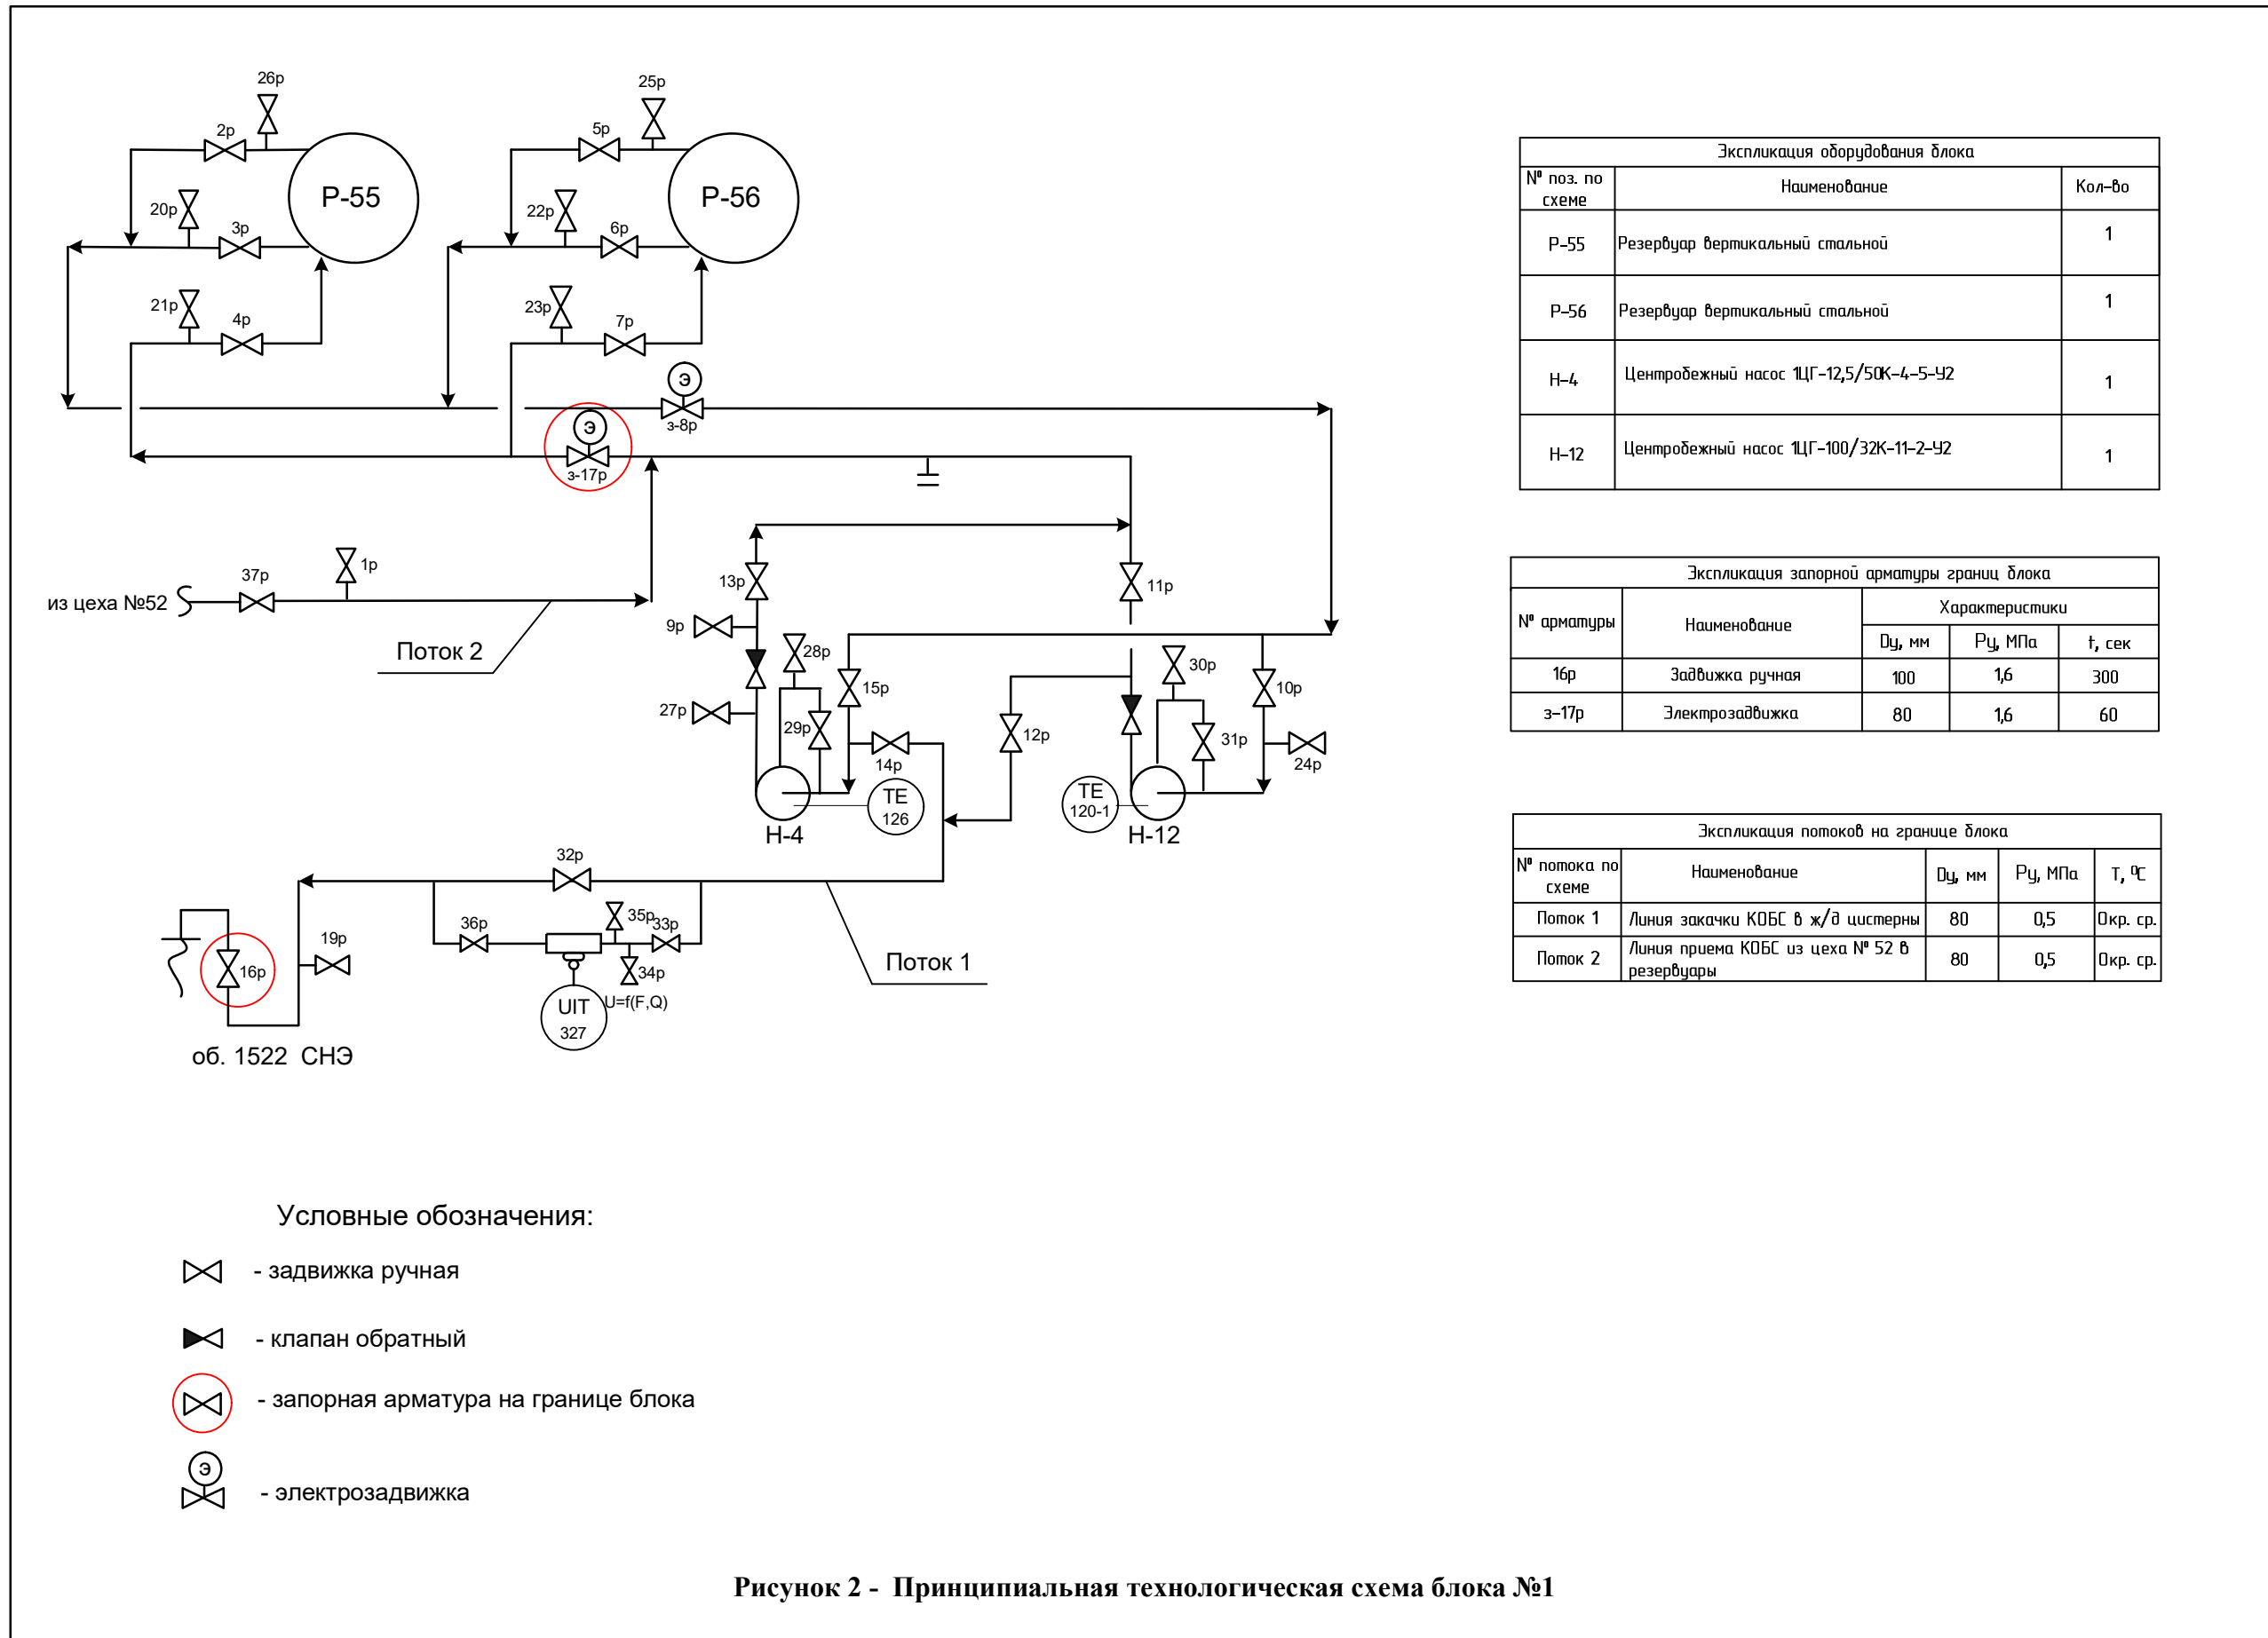 26р
25р
2р
5р
Р-55
Р-56
20р
3р
22р
6р
21р
4р
23р
7р
Э
з-8р
Э
з-17р
из цеха №52
37р
1р
Поток 2
13р
11р
9р
28р
30р
15р
10р
27р
29р
12р
31р
14р
24р
ТЕ
126
ТЕ
120-1
Н-4
Н-12
32р
36р
35р
33р
34р
19р
16р
Поток 1
UIT
327
U=f(F,Q)
об. 1522 СНЭ
Экспликация оборудования блока
№ поз. по схеме Наименование Кол-во
Р-55 Резервуар вертикальный стальной 1
Р-56 Резервуар вертикальный стальной 1
Н-4 Центробежный насос 1ЦГ-12,5/50К-4-5-У2 1
Н-12 Центробежный насос 1ЦГ-100/32К-11-2-У2 1
Экспликация запорной арматуры границ блока
№ арматуры Наименование Характеристики
Dy, мм Ру, МПа t, сек
16р Задвижка ручная 100 1,6 300
з-17р Электрозадвижка 80 1,6 60
Экспликация потоков на границе блока
№ потока по схеме Наименование Dy, мм Ру, МПа Т, ⁰С
Поток 1 Линия закачки КОБС в ж/д цистерны 80 0,5 Окр. ср.
Поток 2 Линия приема КОБС из цеха № 52 в резервуары 80 0,5 Окр. ср.
Условные обозначения:
- задвижка ручная
- клапан обратный
- запорная арматура на границе блока
Э
- электрозадвижка
Рисунок 2 - Принципиальная технологическая схема блока №1